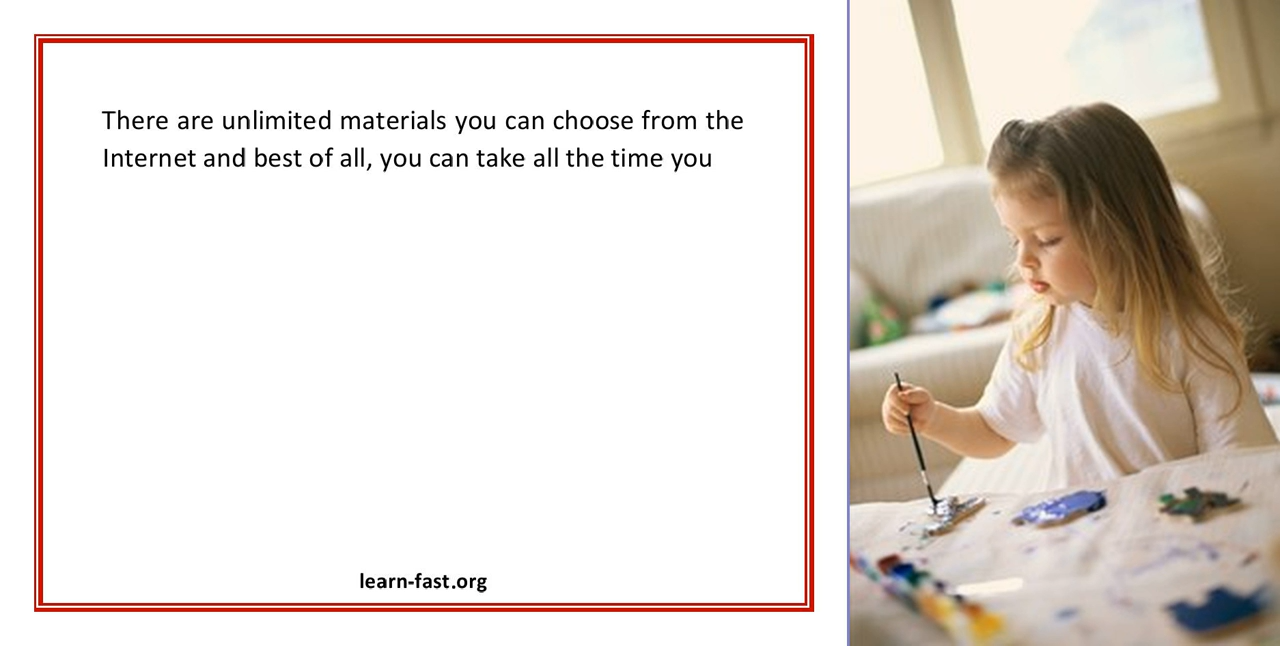 There are unlimited materials you can choose from the
Internet and best of all, you can take all the time you
learn-fast.org